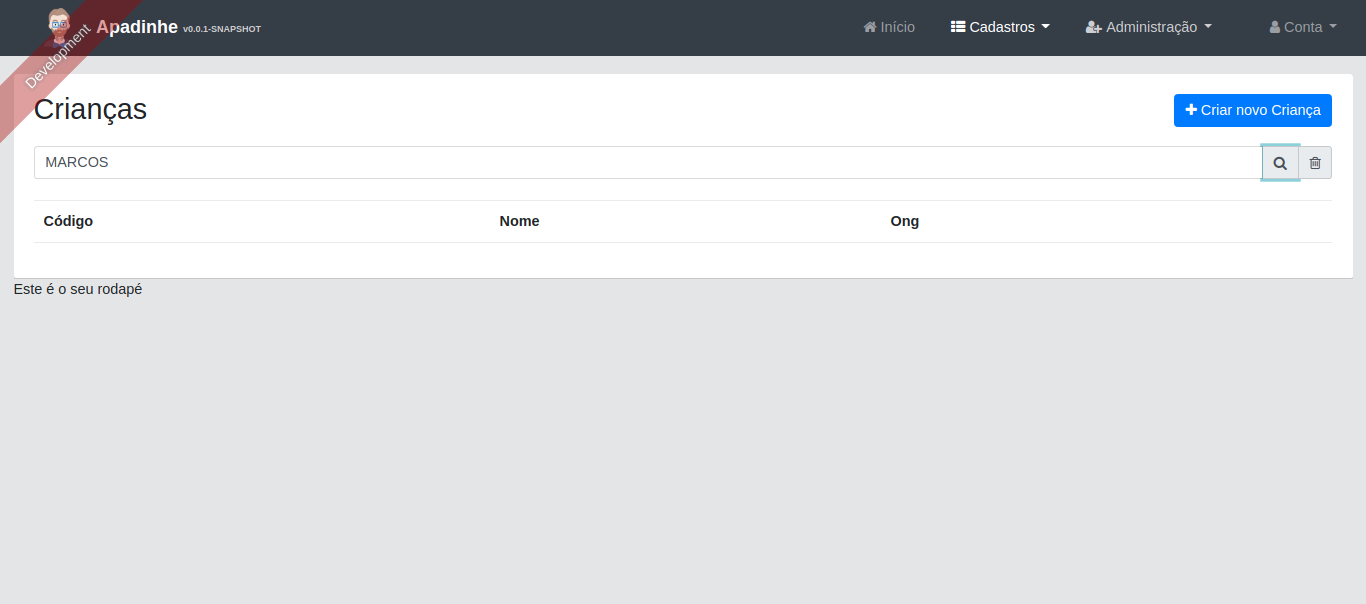 Development
Apadinhe v0.0.1-SNAPSHOT
Início
Cadastros
Administração
Conta
Crianças
Criar novo Criança
MARCOS
Código Nome Ong
Este é o seu rodapé